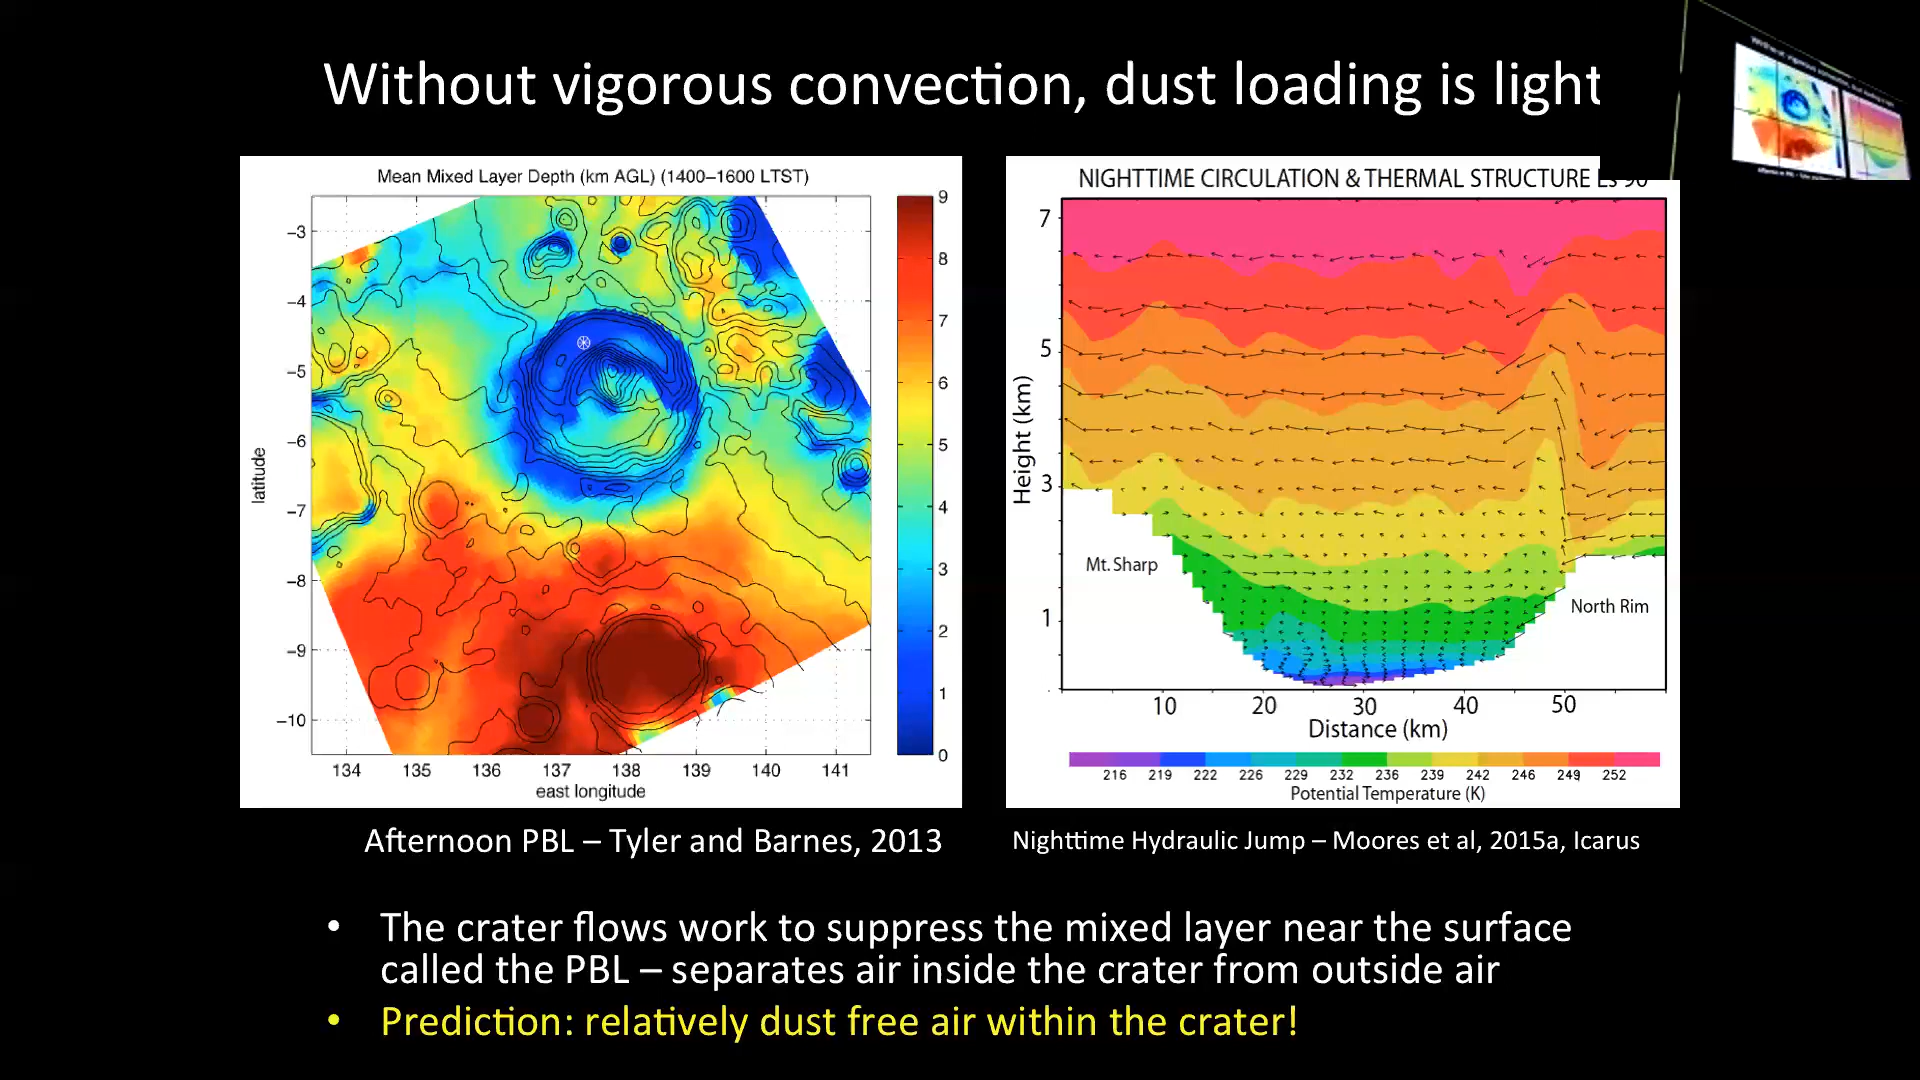 Without vigorous convection, dust loading is light
Mean Mixed Layer Depth (km AGL) (1400–1600 LTST)
latitude
−3
−4
−5
−6
−7
−8
−9
−10
134 135 136 137 138 139 140 141
east longitude
9
8
7
6
5
4
3
2
1
0
NIGHTTIME CIRCULATION & THERMAL STRUCTURE Ls 90
Height (km)
7
5
3
1
Mt. Sharp
North Rim
10 20 30 40 50
Distance (km)
216 219 222 226 229 232 236 239 242 246 249 252
Potential Temperature (K)
Afternoon PBL – Tyler and Barnes, 2013
Nighttime Hydraulic Jump – Moores et al, 2015a, Icarus
• The crater flows work to suppress the mixed layer near the surface
called the PBL – separates air inside the crater from outside air
• Prediction: relatively dust free air within the crater!